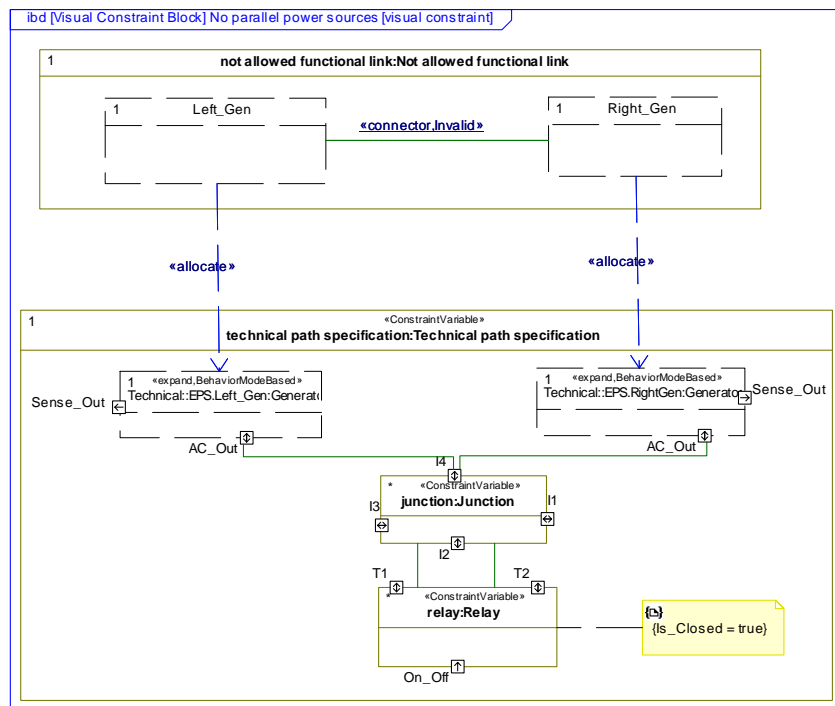 ibd [Visual Constraint Block] No parallel power sources [visual constraint]
1
not allowed functional link:Not allowed functional link
1
Left_Gen
«connector,Invalid»
1
Right_Gen
«allocate»
«allocate»
1
«ConstraintVariable»
technical path specification:Technical path specification
1
«expand,BehaviorModeBased»
Technical::EPS.Left_Gen:Generato
Sense_Out
AC_Out
1
«expand,BehaviorModeBased»
Technical::EPS.RightGen:Generator
Sense_Out
AC_Out
I4
*
«ConstraintVariable»
junction:Junction
I3
I1
I2
T1
T2
*
«ConstraintVariable»
relay:Relay
On_Off
{Is_Closed = true}